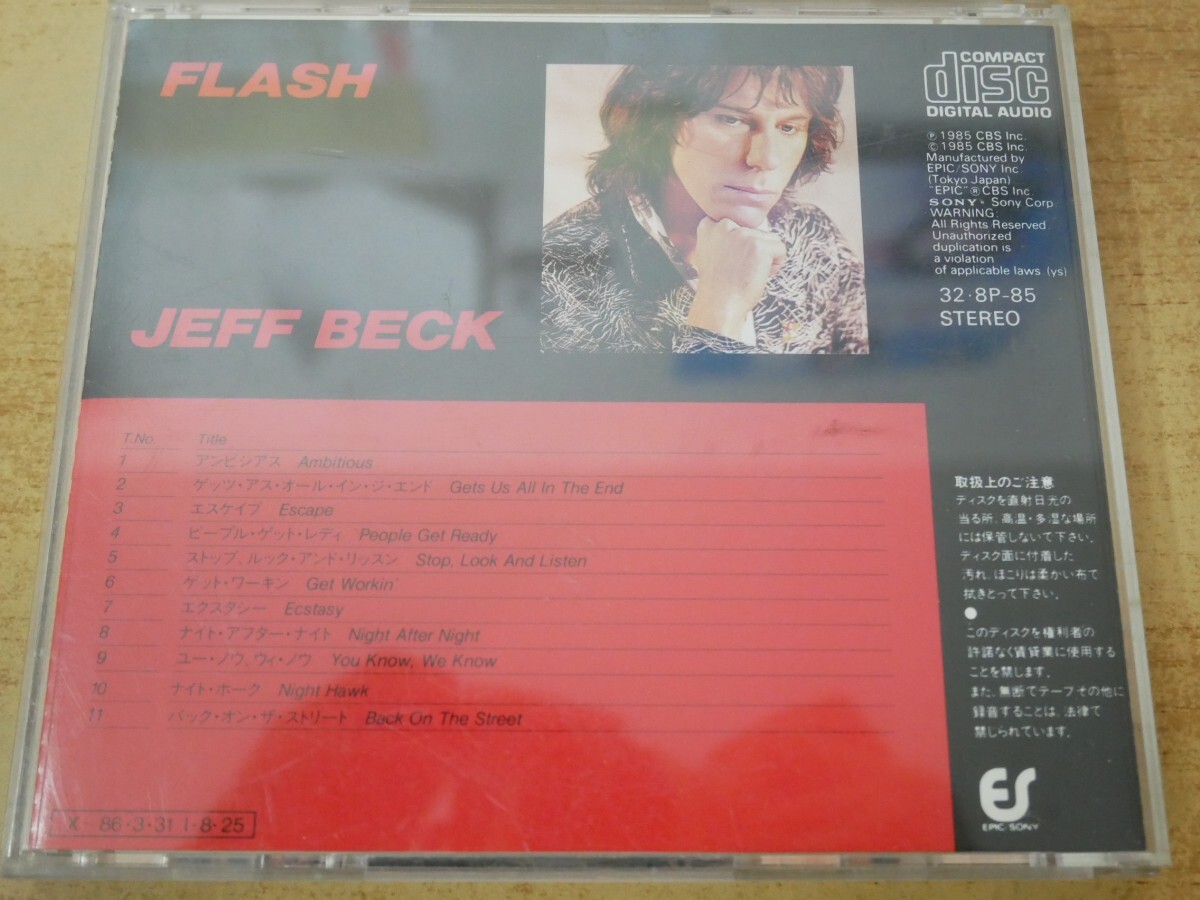 FLASH
JEFF BECK
COMPACT
disc
DIGITAL AUDIO
℗ 1985 CBS Inc.
© 1985 CBS Inc.
Manufactured by
EPIC/SONY Inc.
(Tokyo Japan)
"EPIC" ® CBS Inc.
SONY® Sony Corp.
WARNING:
All Rights Reserved.
Unauthorized
duplication is
a violation
of applicable laws (ys)
32・8P-85
STEREO
T.No. Title
1 アンビシアス Ambitious
2 ゲッツ・アス・オール・イン・ジ・エンド Gets Us All In The End
3 エスケイプ Escape
4 ピープル・ゲット・レディ People Get Ready
5 ストップ、ルック・アンド・リッスン Stop, Look And Listen
6 ゲット・ワーキン Get Workin'
7 エクスタシー Ecstasy
8 ナイト・アフター・ナイト Night After Night
9 ユー・ノウ、ウィ・ノウ You Know, We Know
10 ナイト・ホーク Night Hawk
11 バック・オン・ザ・ストリート Back On The Street
X-86・3・31 I・8・25
取扱上のご注意
ディスクを直射日光の
当る所、高温・多湿な場所
には保管しないで下さい。
ディスク面に付着した
汚れ、ほこりは柔かい布で
拭きとって下さい。
●
このディスクを権利者の
許諾なく賃貸業に使用する
ことを禁じます。
また、無断でテープその他に
録音することは、法律で
禁じられています。
ES
EPIC/SONY